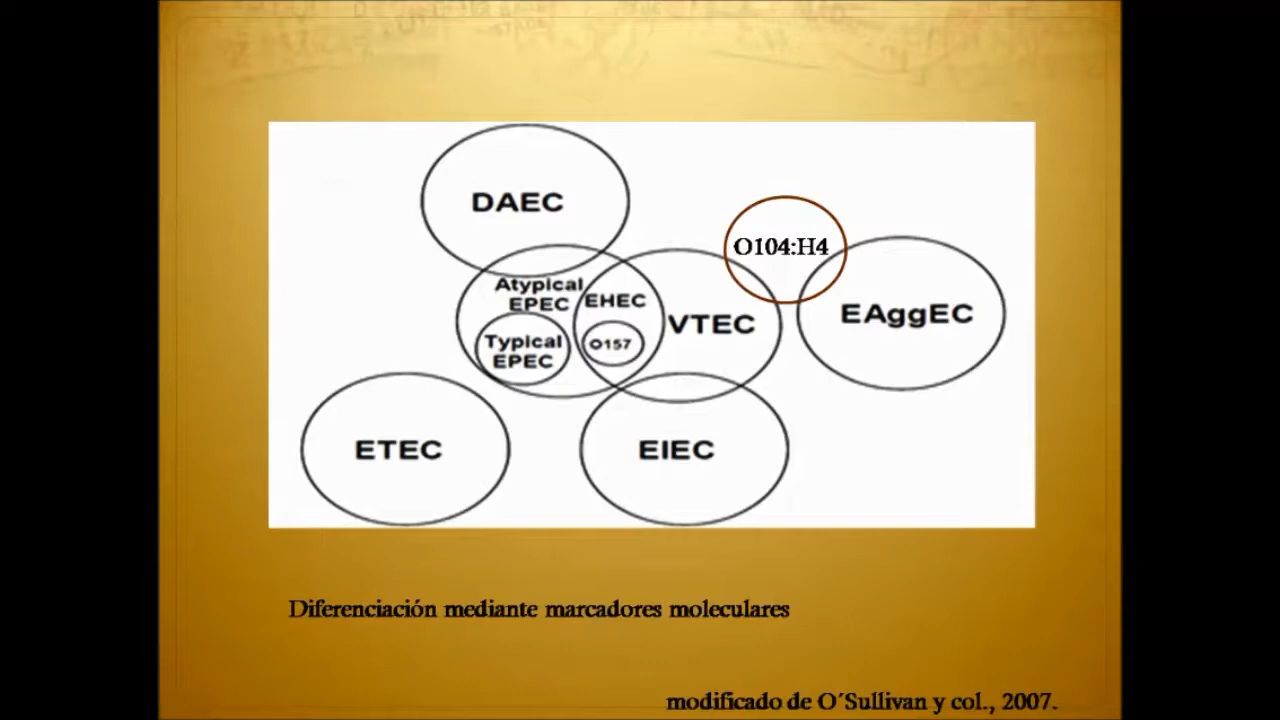 DAEC
O104:H4
Atypical
EPEC
EHEC
VTEC
EAggEC
Typical
EPEC
O157
ETEC
EIEC
Diferenciación mediante marcadores moleculares
modificado de O´Sullivan y col., 2007.